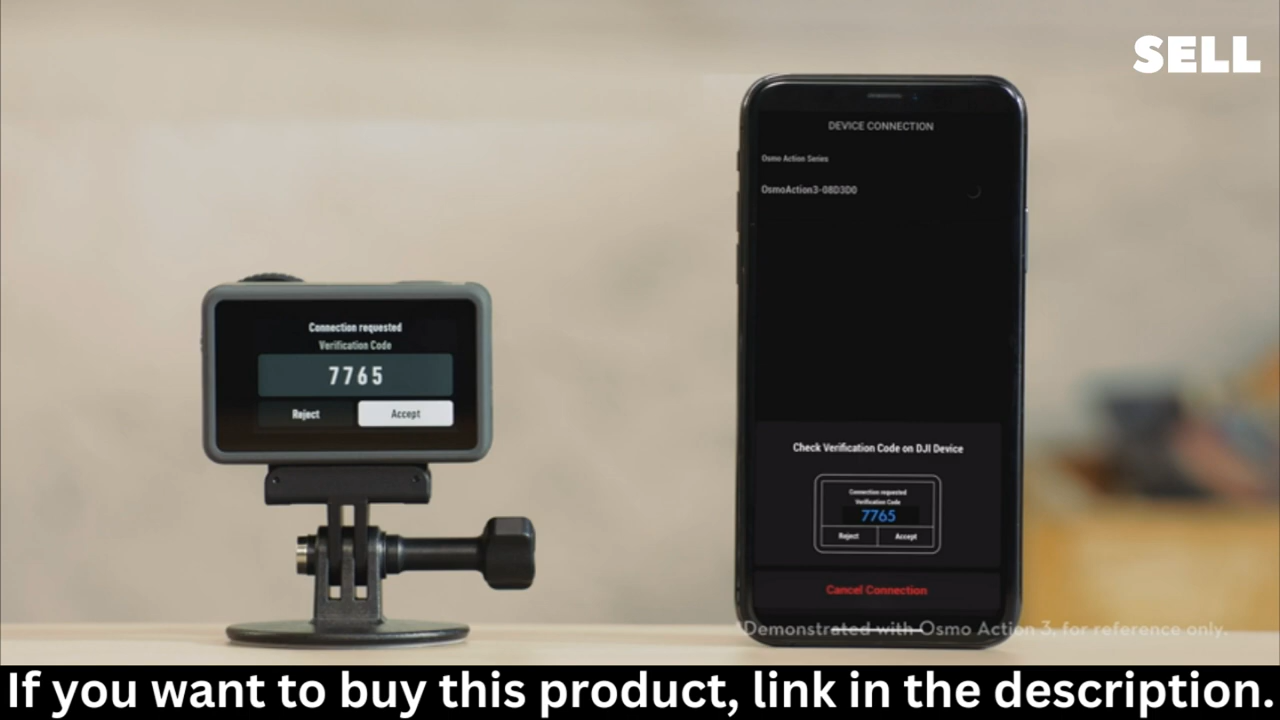 SELL
DEVICE CONNECTION
Osmo Action Series
OsmoAction3-08D3D0
Connection requested
Verification Code
7765
Reject Accept
Check Verification Code on DJI Device
Connection requested
Verification Code
7765
Reject Accept
Cancel Connection
Demonstrated with Osmo Action 3, for reference only.
If you want to buy this product, link in the description.